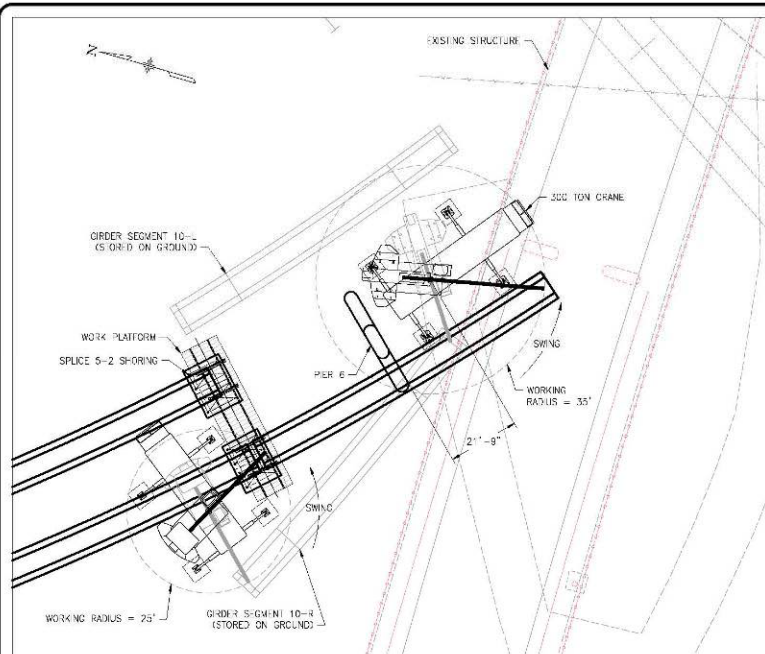 N
EXISTING STRUCTURE
300 TON CRANE
GIRDER SEGMENT 10-L
(STORED ON GROUND)
WORK PLATFORM
SPLICE 5-2 SHORING
PIER 6
SWING
WORKING
RADIUS = 35'
21'-9"
SWING
WORKING RADIUS = 25'
GIRDER SEGMENT 10-R
(STORED ON GROUND)